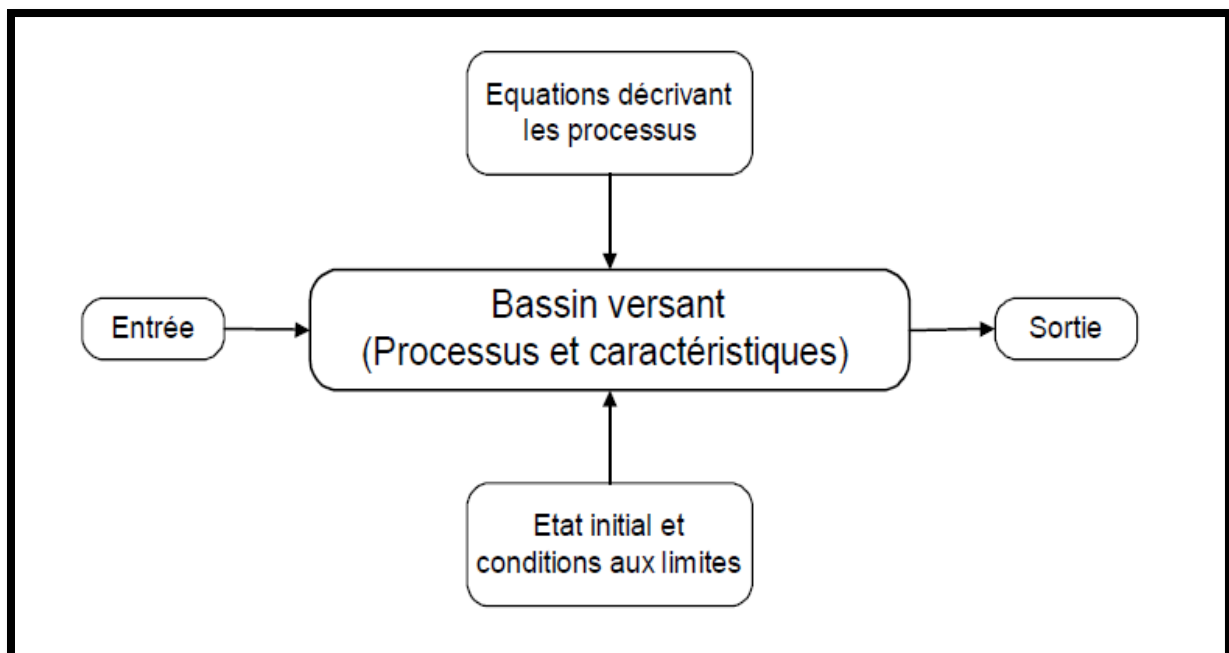 Equations décrivant
les processus
Entrée
Bassin versant
(Processus et caractéristiques)
Sortie
Etat initial et
conditions aux limites